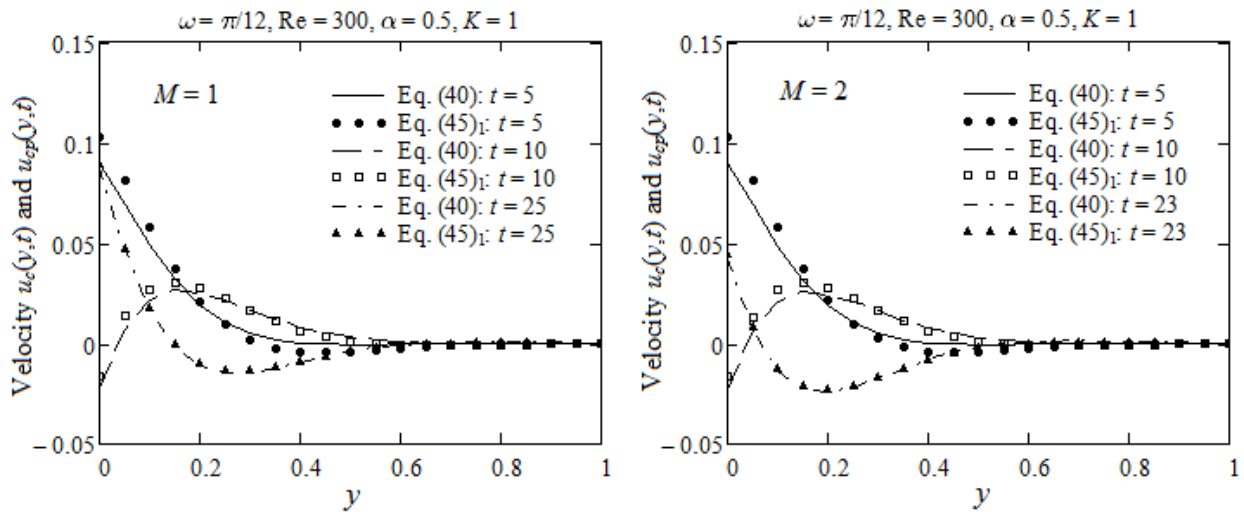 ω = π/12, Re = 300, α = 0.5, K = 1
0.15
0.1
0.05
0
– 0.05
Velocity u_c(y,t) and u_cp(y,t)
M = 1
Eq. (40): t = 5
Eq. (45)₁: t = 5
Eq. (40): t = 10
Eq. (45)₁: t = 10
Eq. (40): t = 25
Eq. (45)₁: t = 25
0 0.2 0.4 0.6 0.8 1
y
ω = π/12, Re = 300, α = 0.5, K = 1
0.15
0.1
0.05
0
– 0.05
Velocity u_c(y,t) and u_cp(y,t)
M = 2
Eq. (40): t = 5
Eq. (45)₁: t = 5
Eq. (40): t = 10
Eq. (45)₁: t = 10
Eq. (40): t = 23
Eq. (45)₁: t = 23
0 0.2 0.4 0.6 0.8 1
y